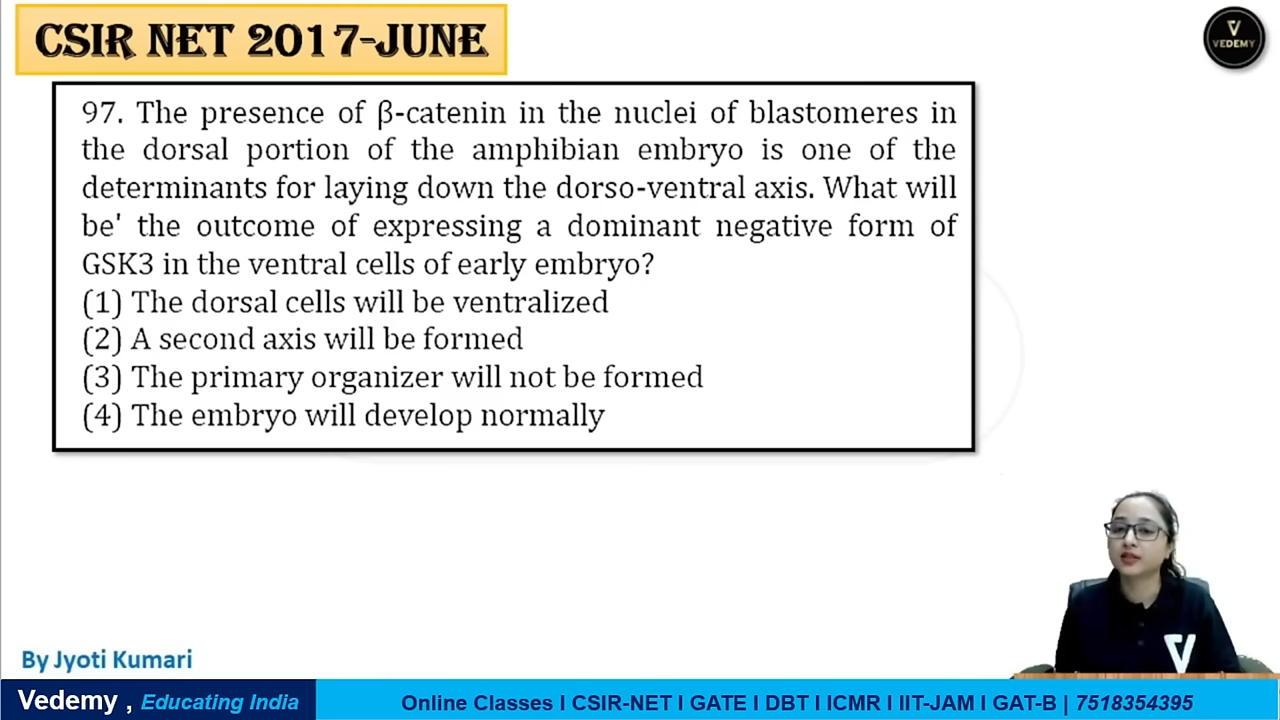 CSIR NET 2017-JUNE
VEDEMY
97. The presence of β-catenin in the nuclei of blastomeres in
the dorsal portion of the amphibian embryo is one of the
determinants for laying down the dorso-ventral axis. What will
be' the outcome of expressing a dominant negative form of
GSK3 in the ventral cells of early embryo?
(1) The dorsal cells will be ventralized
(2) A second axis will be formed
(3) The primary organizer will not be formed
(4) The embryo will develop normally
By Jyoti Kumari
Vedemy , Educating India
Online Classes I CSIR-NET I GATE I DBT I ICMR I IIT-JAM I GAT-B | 7518354395